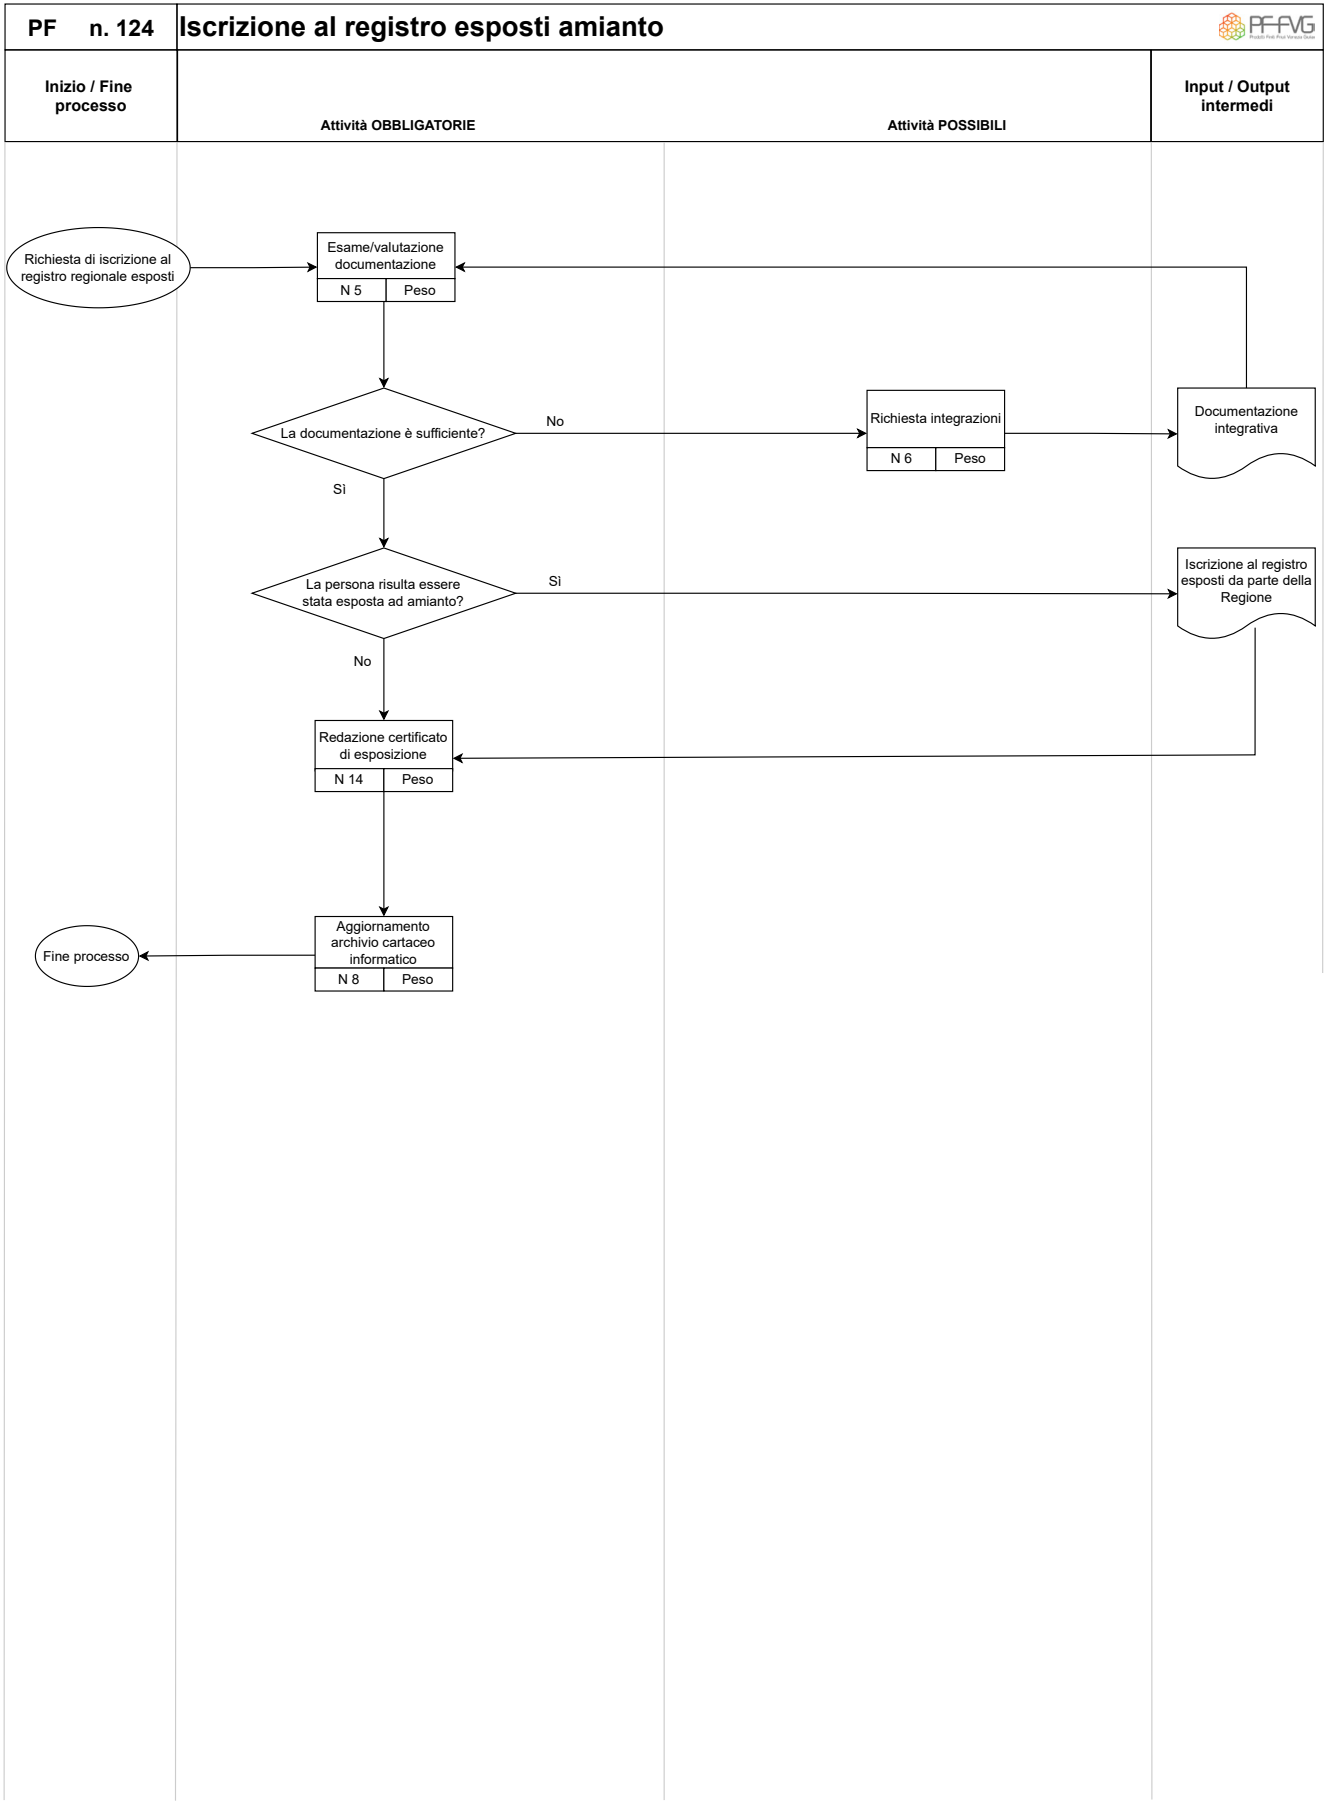 PF n. 124
Iscrizione al registro esposti amianto
PF-FVG
Inizio / Fine
processo
Attività OBBLIGATORIE
Attività POSSIBILI
Input / Output
intermedi
Richiesta di iscrizione al
registro regionale esposti
Esame/valutazione
documentazione
N 5
Peso
La documentazione è sufficiente?
No
Sì
Richiesta integrazioni
N 6
Peso
Documentazione
integrativa
La persona risulta essere
stata esposta ad amianto?
Sì
No
Iscrizione al registro
esposti da parte della
Regione
Redazione certificato
di esposizione
N 14
Peso
Aggiornamento
archivio cartaceo
informatico
N 8
Peso
Fine processo